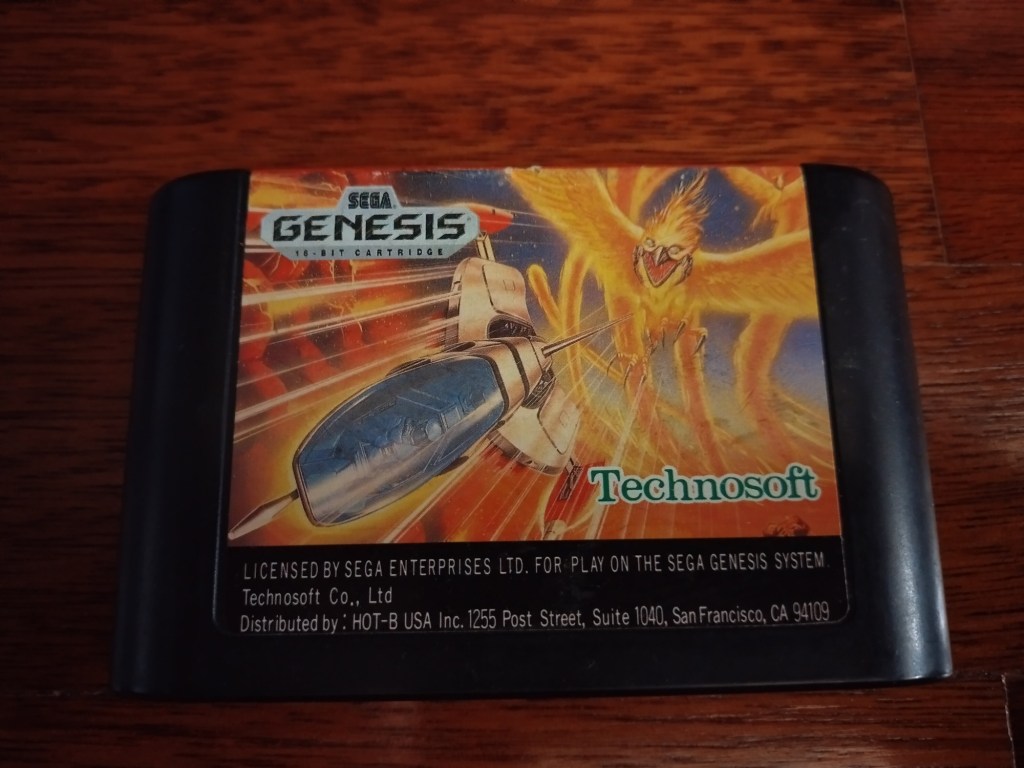 SEGA
GENESIS
16-BIT CARTRIDGE
Technosoft
LICENSED BY SEGA ENTERPRISES LTD. FOR PLAY ON THE SEGA GENESIS SYSTEM.
Technosoft Co., Ltd
Distributed by : HOT-B USA Inc. 1255 Post Street, Suite 1040, San Francisco, CA 94109